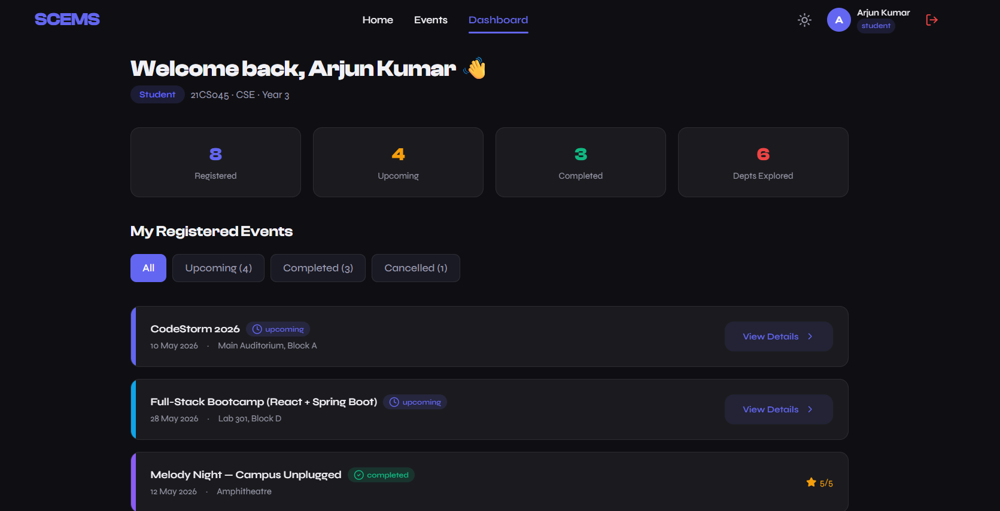 SCEMS
Home Events Dashboard
A
Arjun Kumar
student
Welcome back, Arjun Kumar 👋
Student 21CS045 · CSE · Year 3
8
Registered
4
Upcoming
3
Completed
6
Depts Explored
My Registered Events
All Upcoming (4) Completed (3) Cancelled (1)
CodeStorm 2026 upcoming
10 May 2026 · Main Auditorium, Block A
View Details
Full-Stack Bootcamp (React + Spring Boot) upcoming
28 May 2026 · Lab 301, Block D
View Details
Melody Night — Campus Unplugged completed
12 May 2026 · Amphitheatre
5/5